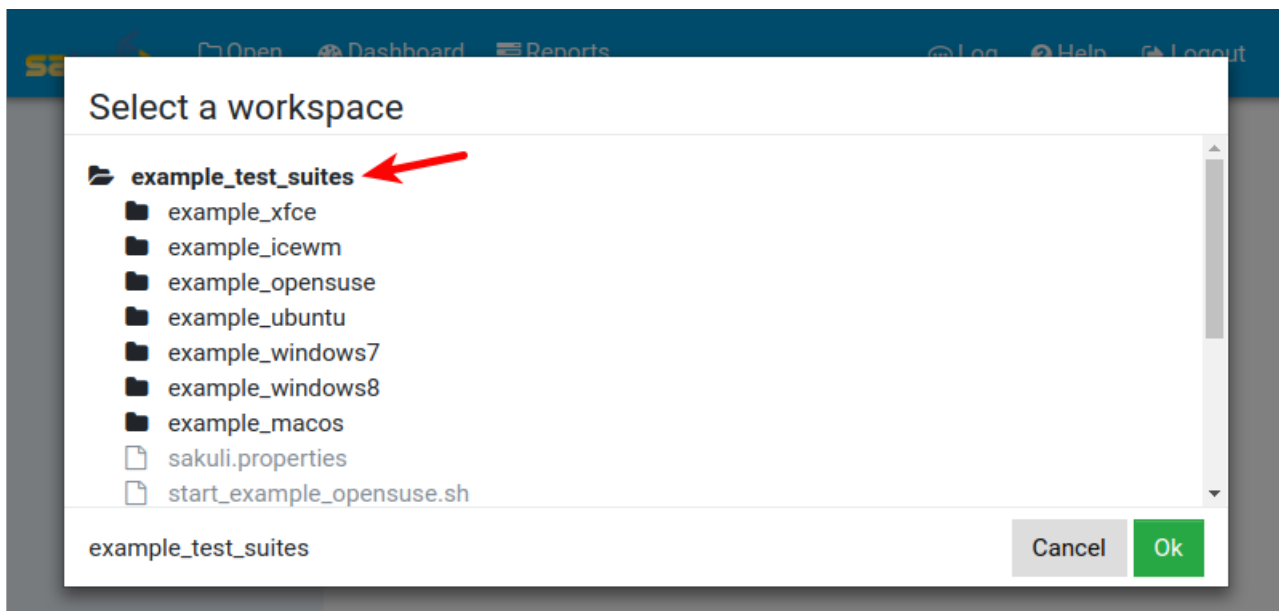 Open Dashboard Reports Log Help Logout
Select a workspace
example_test_suites
example_xfce
example_icewm
example_opensuse
example_ubuntu
example_windows7
example_windows8
example_macos
sakuli.properties
start_example_opensuse.sh
example_test_suites Cancel Ok